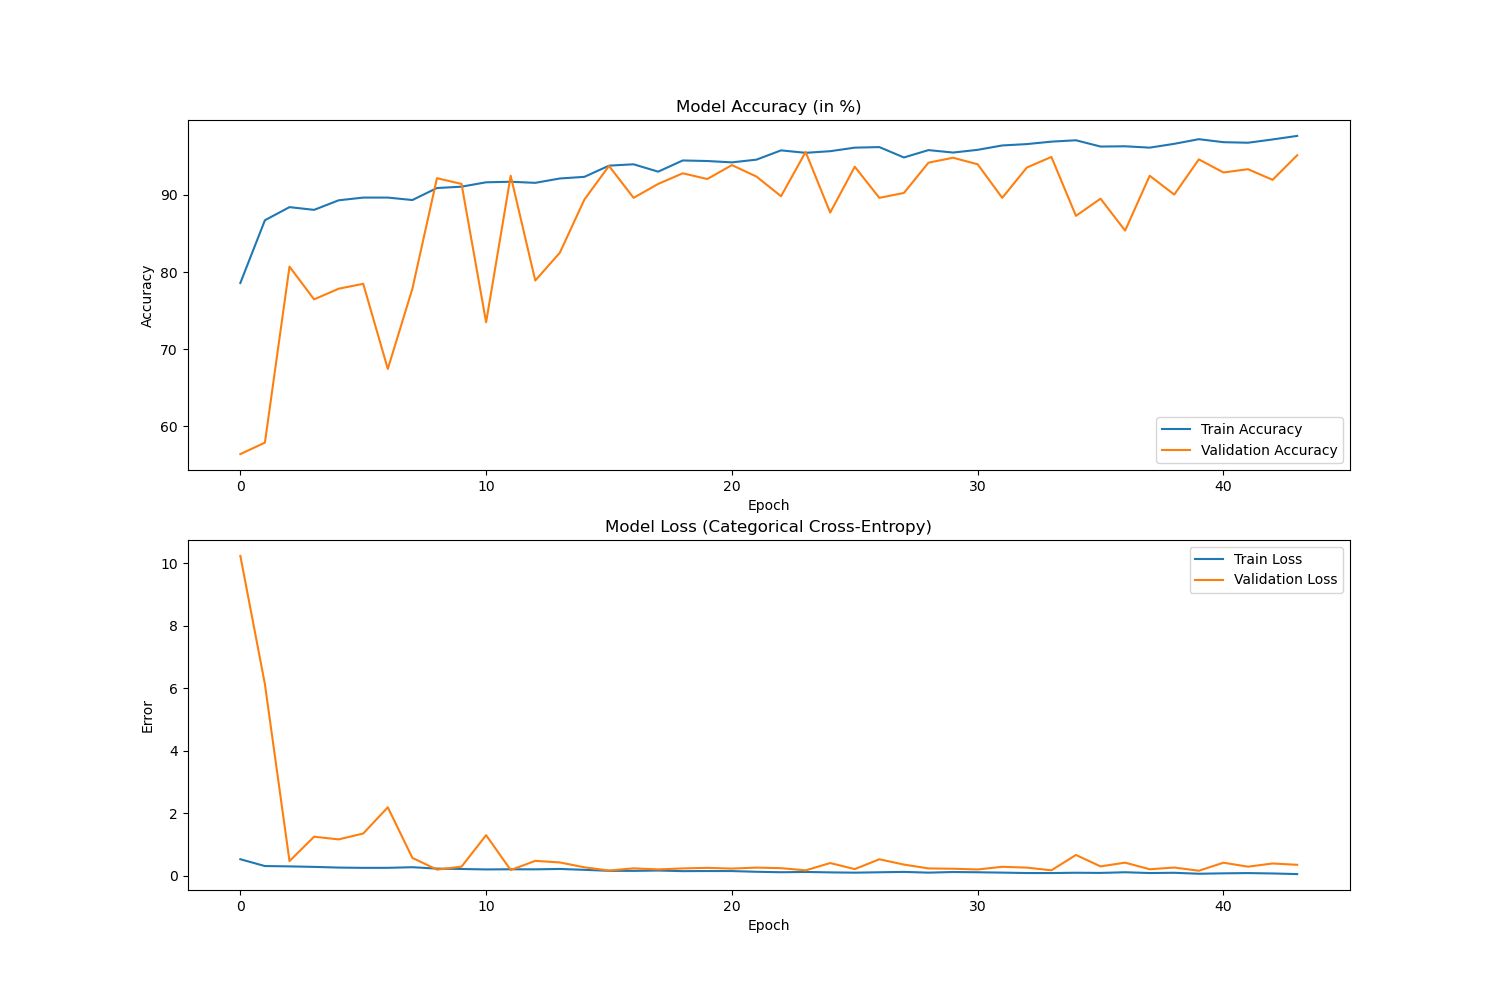 Model Accuracy (in %)
Accuracy
90
80
70
60
Train Accuracy
Validation Accuracy
0 10 20 30 40
Epoch
Model Loss (Categorical Cross-Entropy)
Error
10
8
6
4
2
0
Train Loss
Validation Loss
0 10 20 30 40
Epoch